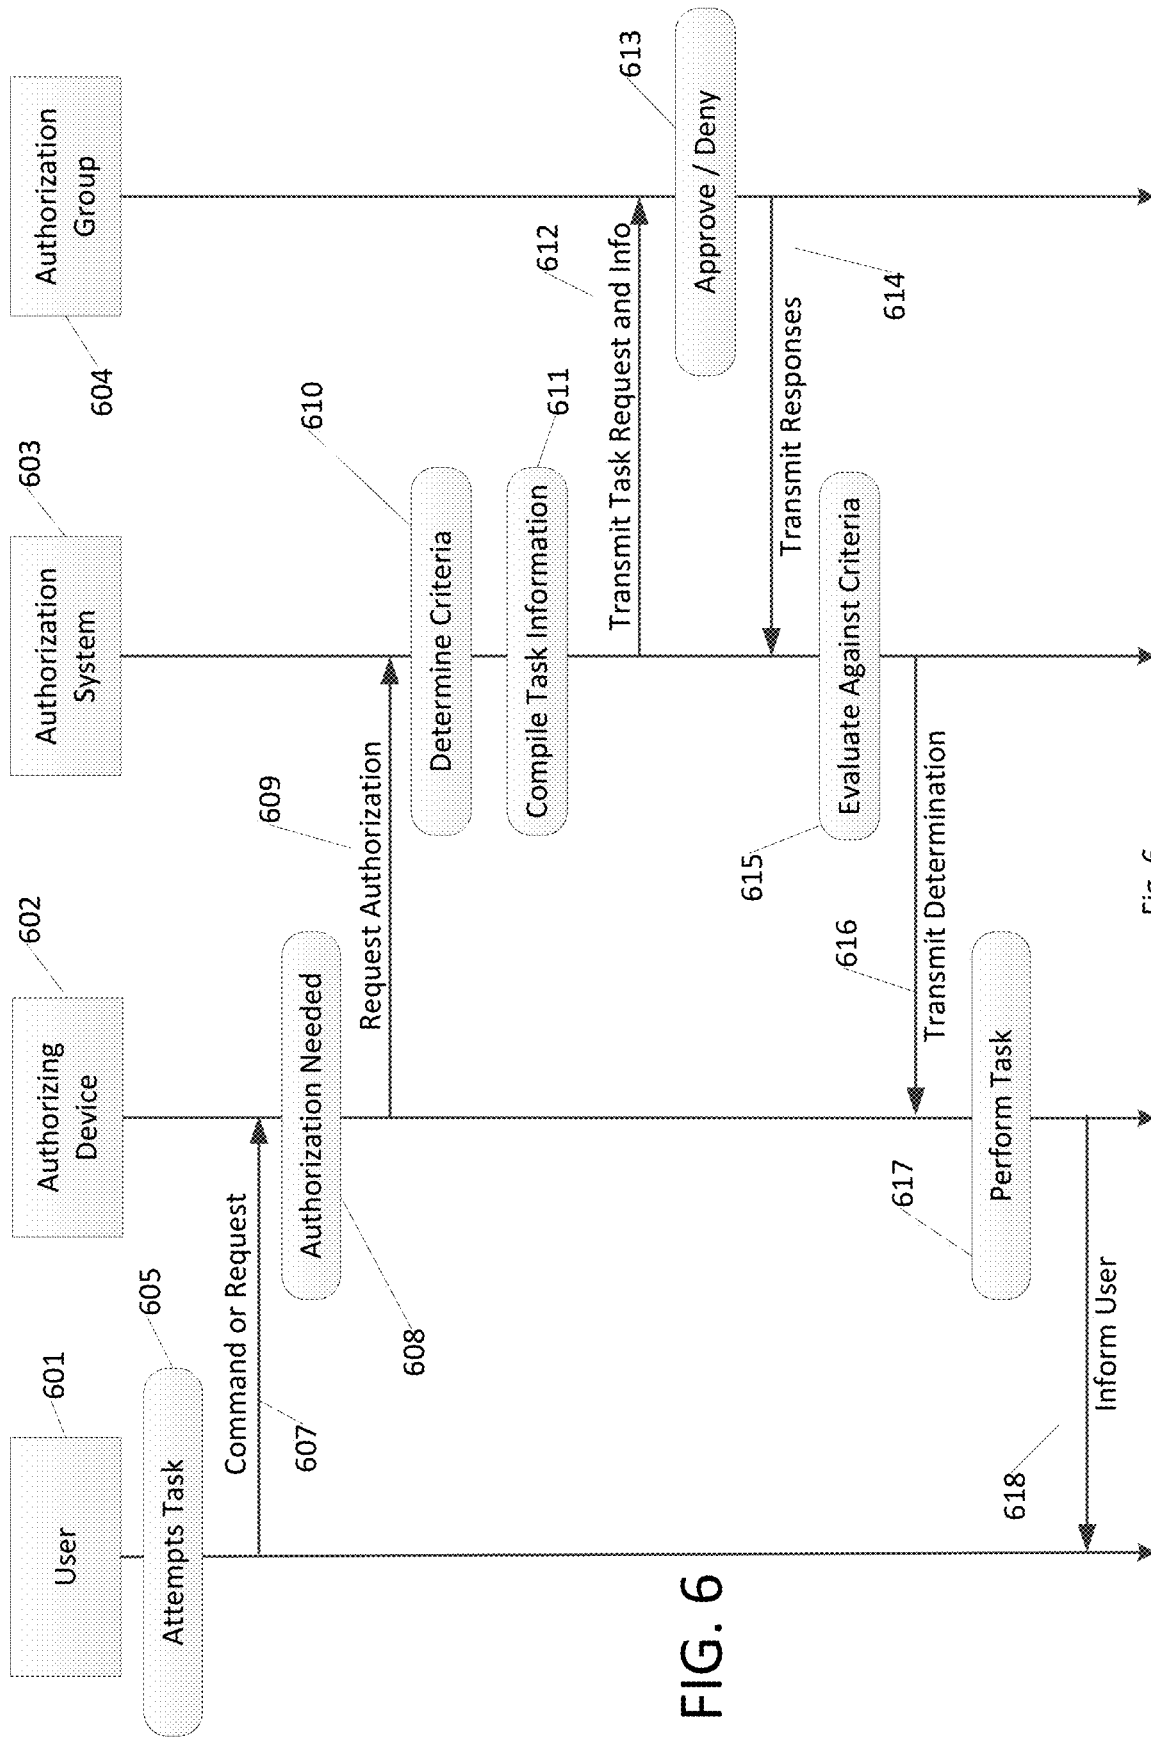 User
601
Authorizing
Device
602
Authorization
System
603
Authorization
Group
604
Attempts Task
605
Command or Request
607
Authorization Needed
608
Request Authorization
609
Determine Criteria
610
Compile Task Information
611
Transmit Task Request and Info
612
Approve / Deny
613
Transmit Responses
614
Evaluate Against Criteria
615
Transmit Determination
616
Perform Task
617
Inform User
618
FIG. 6
Fig. 6